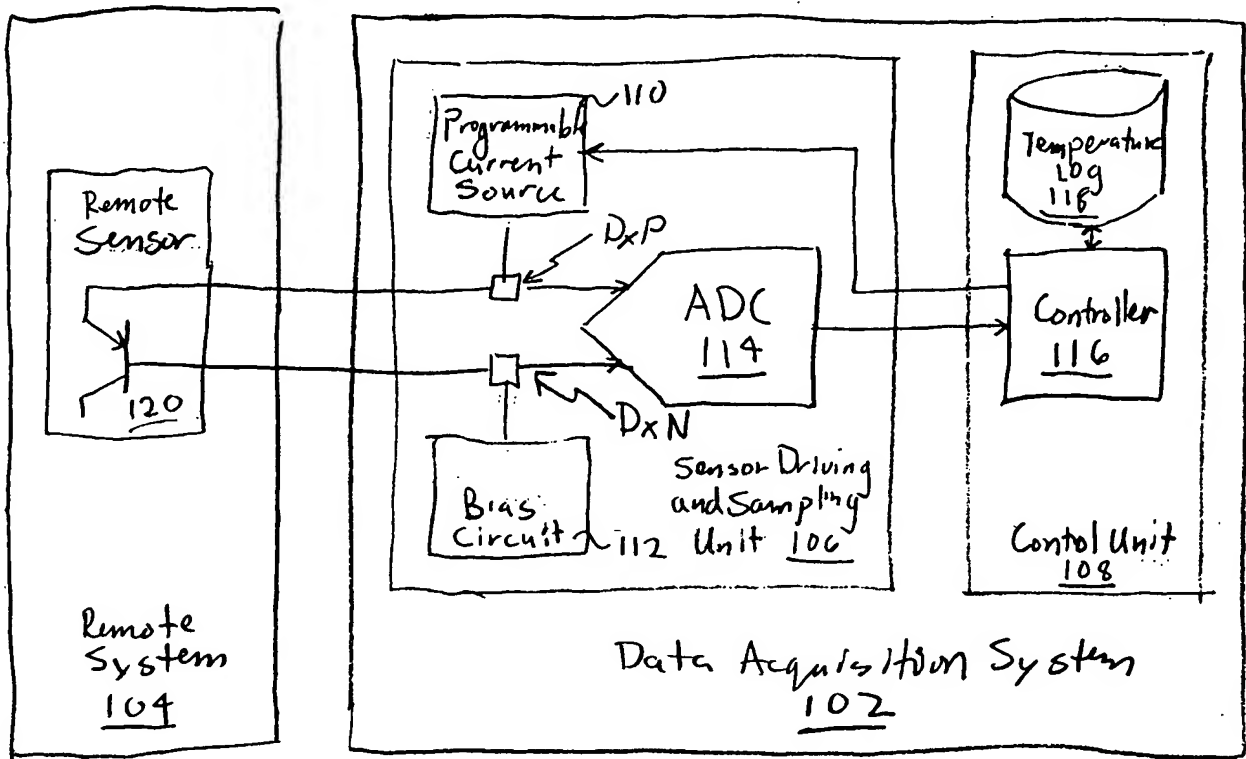 Remote
Sensor
120
Remote
System
104
Programmable
Current
Source
110
DxP
DxN
ADC
114
Bias
Circuit
112
Sensor Driving
and Sampling
Unit 106
Temperature
Log
118
Controller
116
Contol Unit
108
Data Acquisition System
102